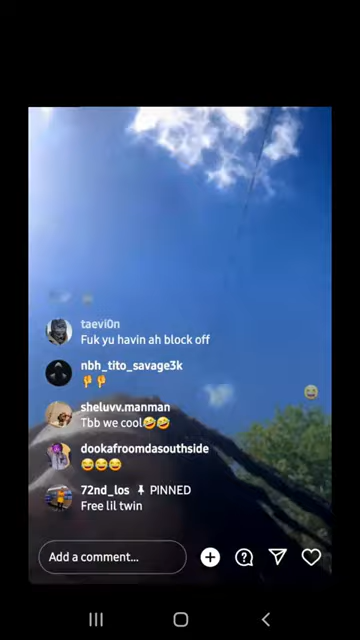 taevi0n
Fuk yu havin ah block off
nbh_tito_savage3k
👎👎
sheluvv.manman
Tbb we cool🤣🤣
dookafroomdasouthside
😂😂😂
72nd_los 📌 PINNED
Free lil twin
Add a comment...